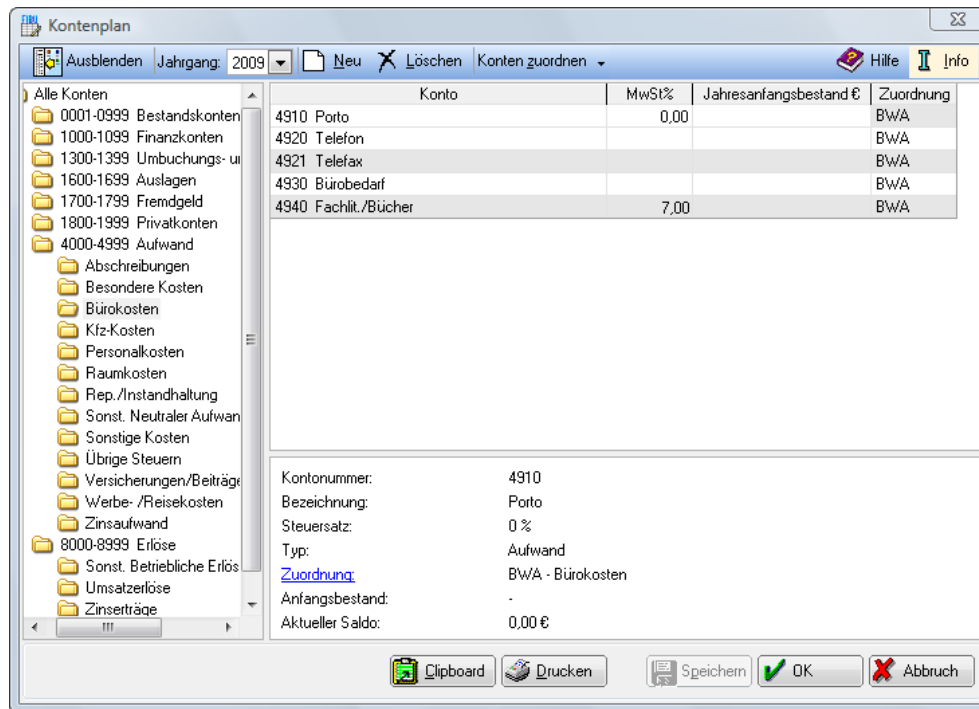 FIBU
Kontenplan
Ausblenden Jahrgang: 2009 Neu Löschen Konten zuordnen Hilfe Info
Alle Konten
0001-0999 Bestandskonten
1000-1099 Finanzkonten
1300-1399 Umbuchungs- u
1600-1699 Auslagen
1700-1799 Fremdgeld
1800-1999 Privatkonten
4000-4999 Aufwand
Abschreibungen
Besondere Kosten
Bürokosten
Kfz-Kosten
Personalkosten
Raumkosten
Rep./Instandhaltung
Sonst. Neutraler Aufwan
Sonstige Kosten
Übrige Steuern
Versicherungen/Beiträge
Werbe- /Reisekosten
Zinsaufwand
8000-8999 Erlöse
Sonst. Betriebliche Erlös
Umsatzerlöse
Zinserträge
Konto MwSt% Jahresanfangsbestand € Zuordnung
4910 Porto 0,00 BWA
4920 Telefon BWA
4921 Telefax BWA
4930 Bürobedarf BWA
4940 Fachlit./Bücher 7,00 BWA
Kontonummer: 4910
Bezeichnung: Porto
Steuersatz: 0 %
Typ: Aufwand
Zuordnung: BWA - Bürokosten
Anfangsbestand: -
Aktueller Saldo: 0,00 €
Clipboard Drucken Speichern OK Abbruch